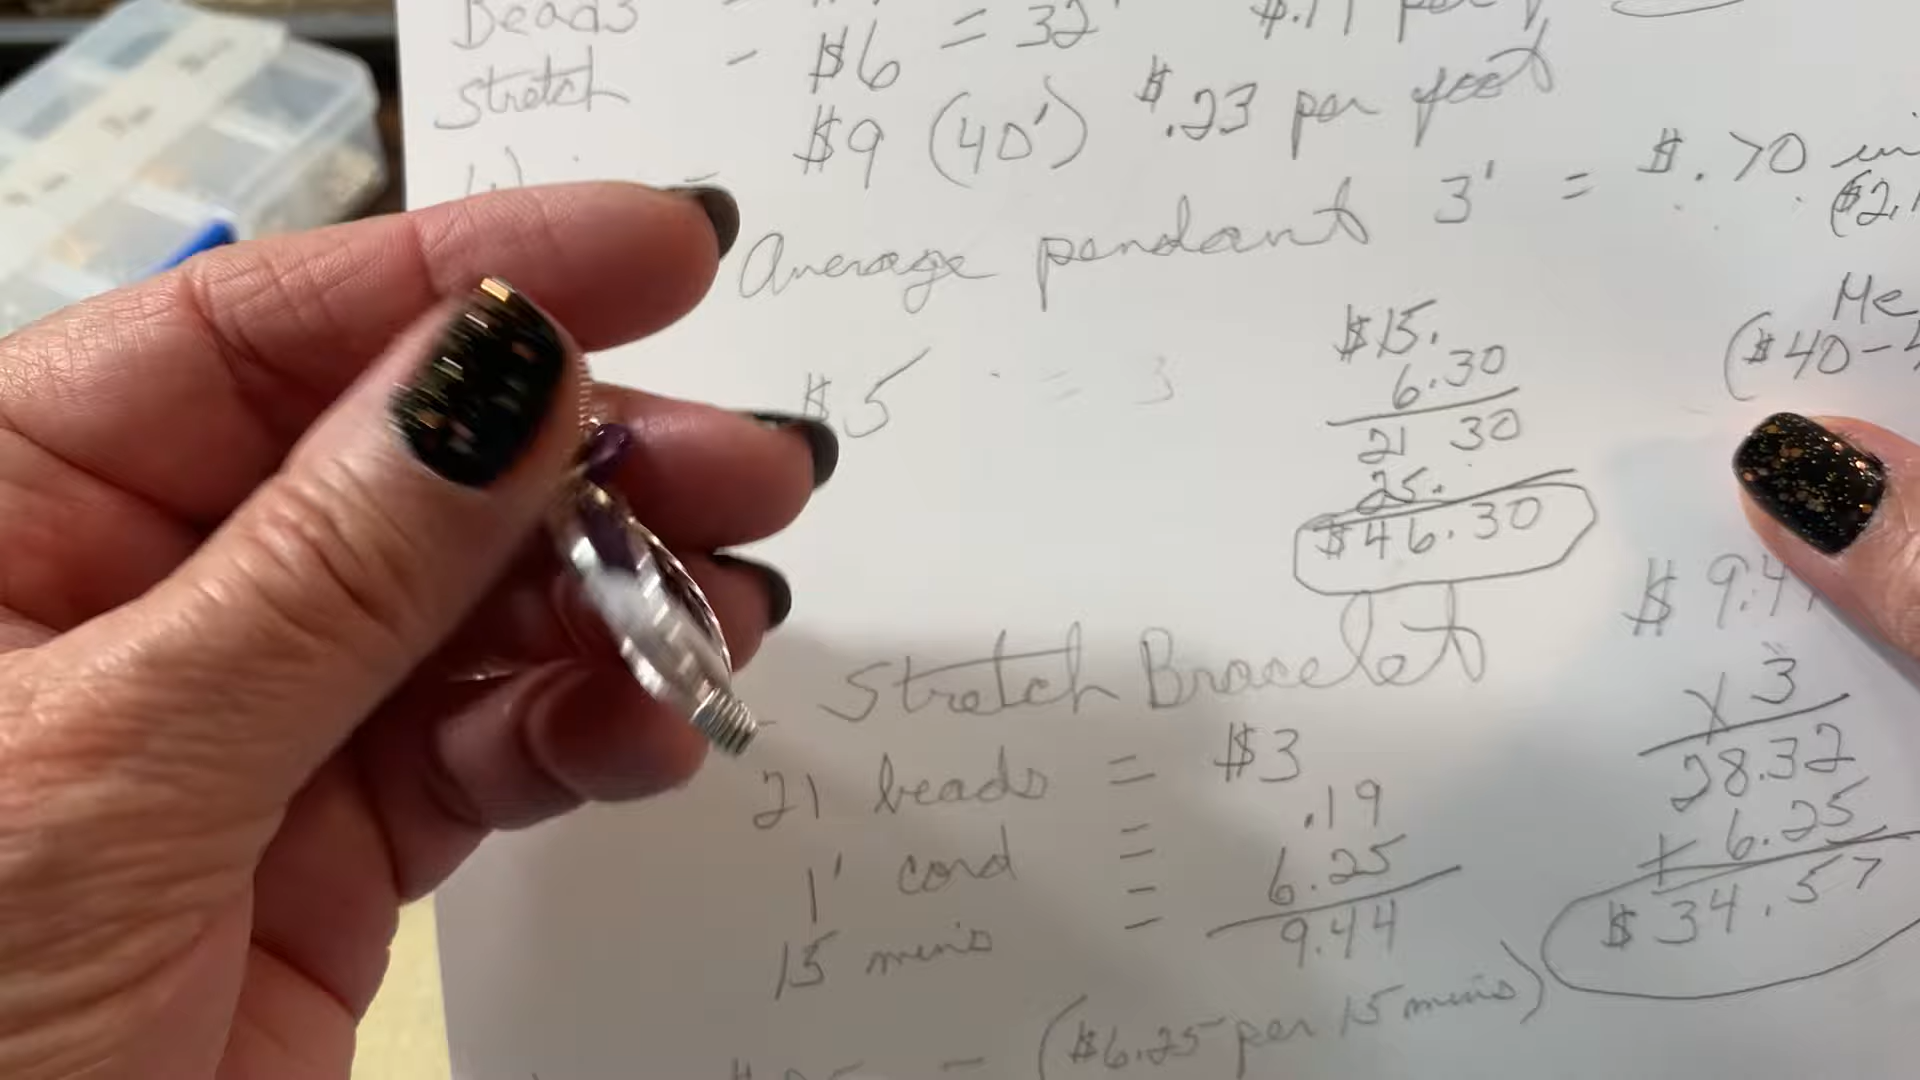 Beads
Stretch - $6 = 32'
$9 (40') $.23 per foot
Average pendant 3' = $.70
$15.
6.30
21 30
25.
$46.30
Me
($40-
$5 = 3
Stretch Bracelet
21 beads = $3
1' cord = .19
15 mins = 6.25
- 9.44
($6.25 per 15 mins)
$ 9.4
x 3
28.32
+ 6.25
$ 34.57